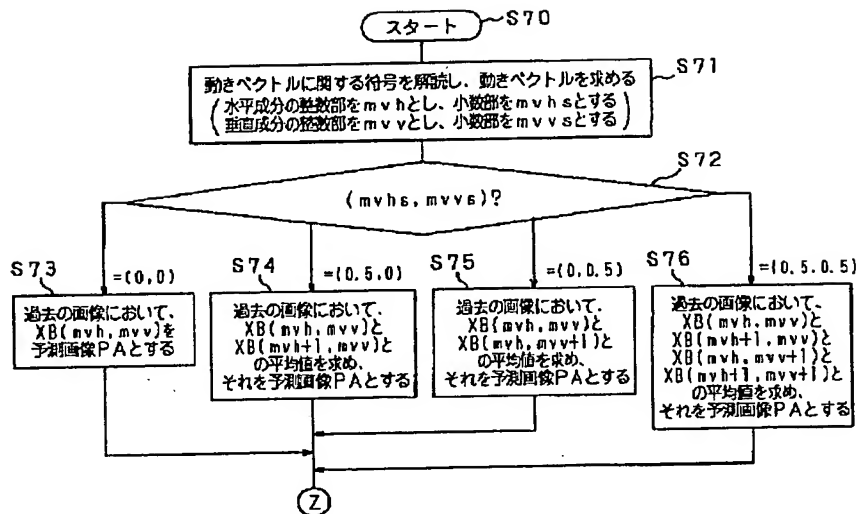 スタート
S70
S71
動きベクトルに関する符号を解読し、動きベクトルを求める
(水平成分の整数部をmvhとし、小数部をmvhsとする
垂直成分の整数部をmvvとし、小数部をmvvsとする)
S72
(mvhs,mvvs)?
S73
=(0,0)
過去の画像において、
XB(mvh,mvv)を
予測画像PAとする
S74
=(0.5,0)
過去の画像において、
XB(mvh,mvv)と
XB(mvh+1,mvv)と
の平均値を求め、
それを予測画像PAとする
S75
=(0,0.5)
過去の画像において、
XB(mvh,mvv)と
XB(mvh,mvv+1)と
の平均値を求め、
それを予測画像PAとする
S76
=(0.5,0.5)
過去の画像において、
XB(mvh,mvv)と
XB(mvh+1,mvv)と
XB(mvh,mvv+1)と
XB(mvh+1,mvv+1)と
の平均値を求め、
それを予測画像PAとする
Z